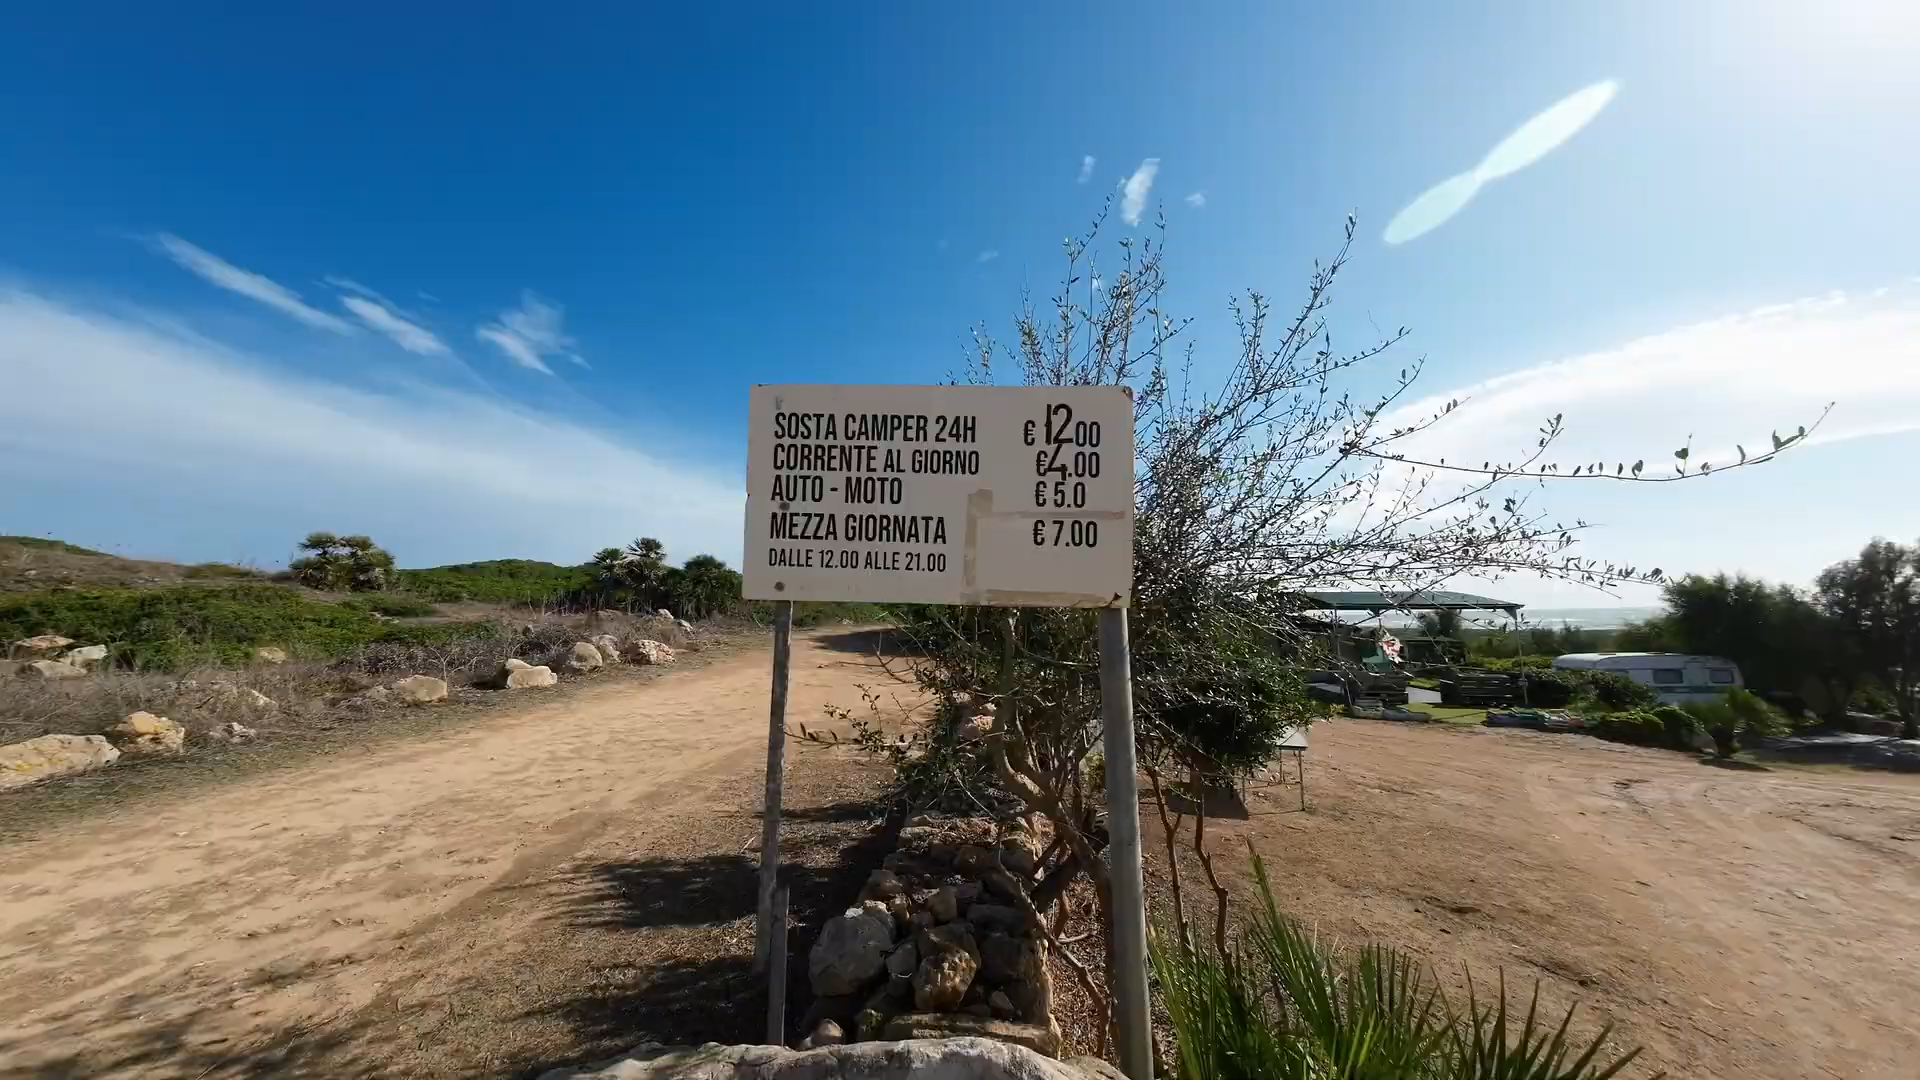 SOSTA CAMPER 24H € 12.00
CORRENTE AL GIORNO € 4.00
AUTO - MOTO € 5.0
MEZZA GIORNATA € 7.00
DALLE 12.00 ALLE 21.00